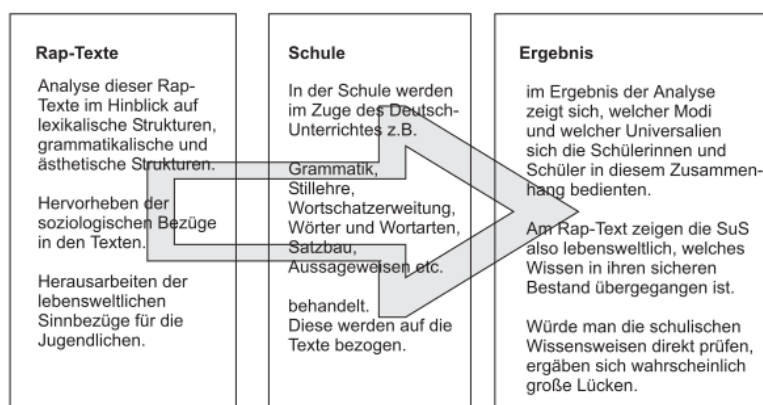 Rap-Texte
Analyse dieser Rap-
Texte im Hinblick auf
lexikalische Strukturen,
grammatikalische und
ästhetische Strukturen.
Hervorheben der
soziologischen Bezüge
in den Texten.
Herausarbeiten der
lebensweltlichen
Sinnbezüge für die
Jugendlichen.
Schule
In der Schule werden
im Zuge des Deutsch-
Unterrichtes z.B.
Grammatik,
Stillehre,
Wortschatzerweitung,
Wörter und Wortarten,
Satzbau,
Aussageweisen etc.
behandelt.
Diese werden auf die
Texte bezogen.
Ergebnis
im Ergebnis der Analyse
zeigt sich, welcher Modi
und welcher Universalien
sich die Schülerinnen und
Schüler in diesem Zusammen-
hang bedienten.
Am Rap-Text zeigen die SuS
also lebensweltlich, welches
Wissen in ihren sicheren
Bestand übergegangen ist.
Würde man die schulischen
Wissensweisen direkt prüfen,
ergäben sich wahrscheinlich
große Lücken.